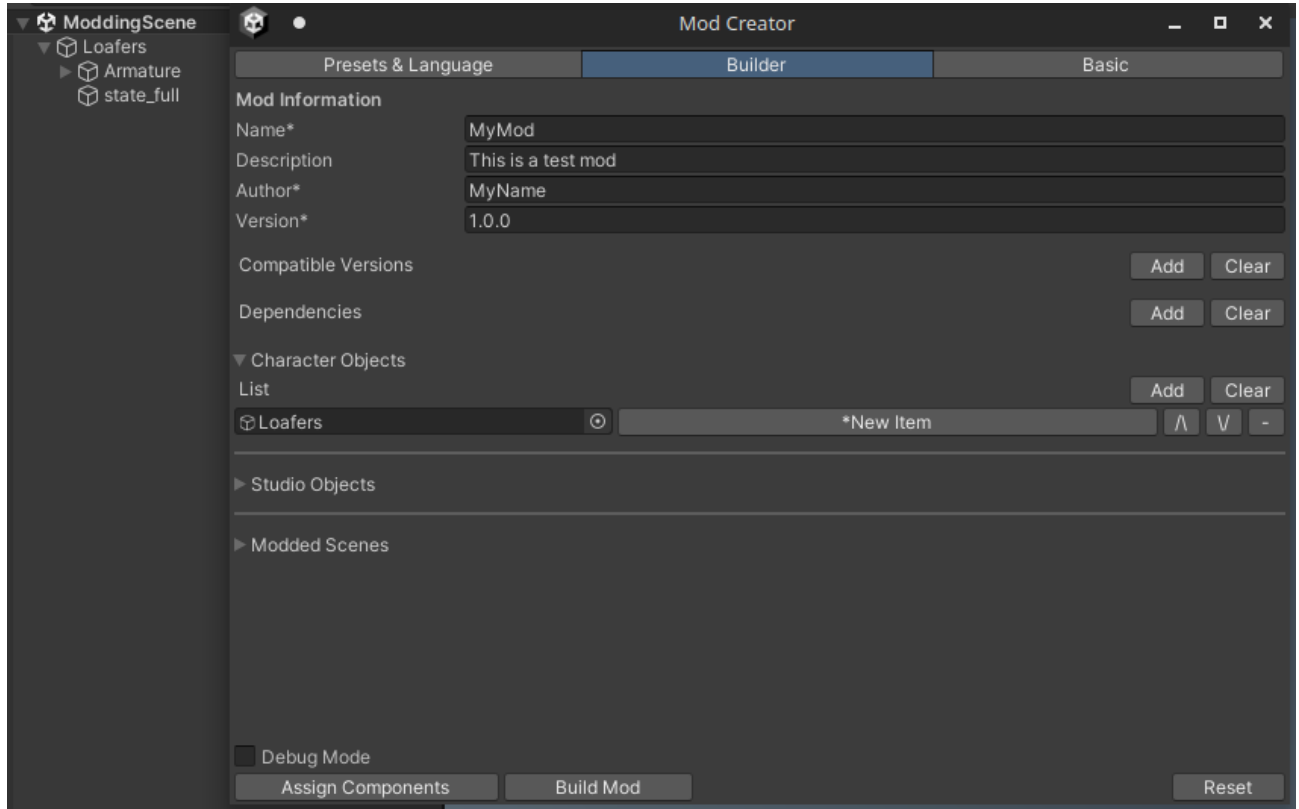 ModdingScene
Loafers
Armature
state_full
Mod Creator
Presets & Language Builder Basic
Mod Information
Name* MyMod
Description This is a test mod
Author* MyName
Version* 1.0.0
Compatible Versions Add Clear
Dependencies Add Clear
Character Objects
List Add Clear
Loafers *New Item /\ \/ -
Studio Objects
Modded Scenes
Debug Mode
Assign Components Build Mod Reset